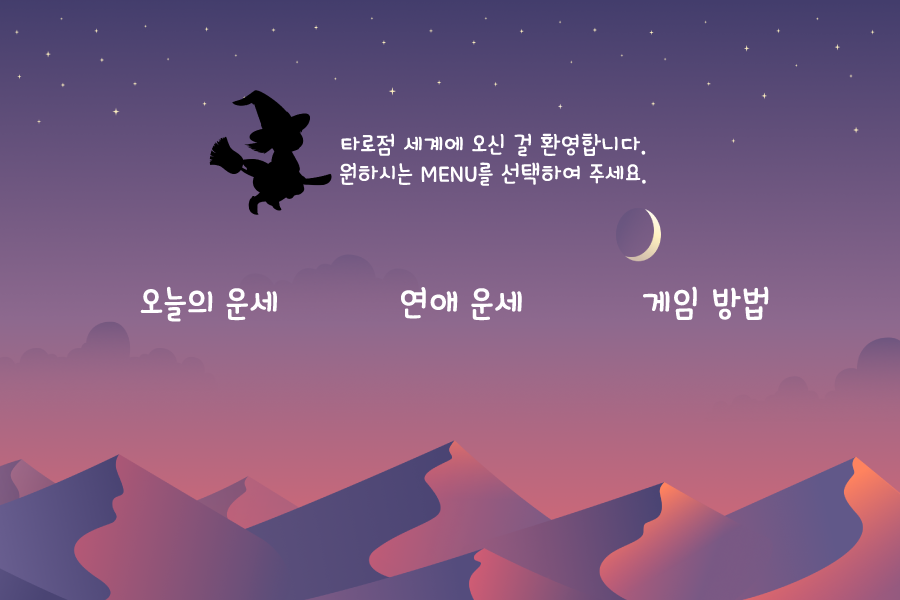 타로점 세계에 오신 걸 환영합니다.
원하시는 MENU를 선택하여 주세요.
오늘의 운세
연애 운세
게임 방법